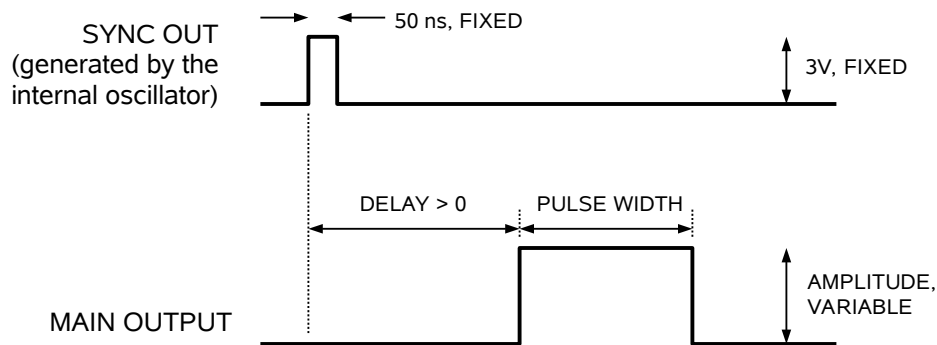 50 ns, FIXED
SYNC OUT
(generated by the
internal oscillator)
3V, FIXED
DELAY > 0
PULSE WIDTH
AMPLITUDE,
VARIABLE
MAIN OUTPUT